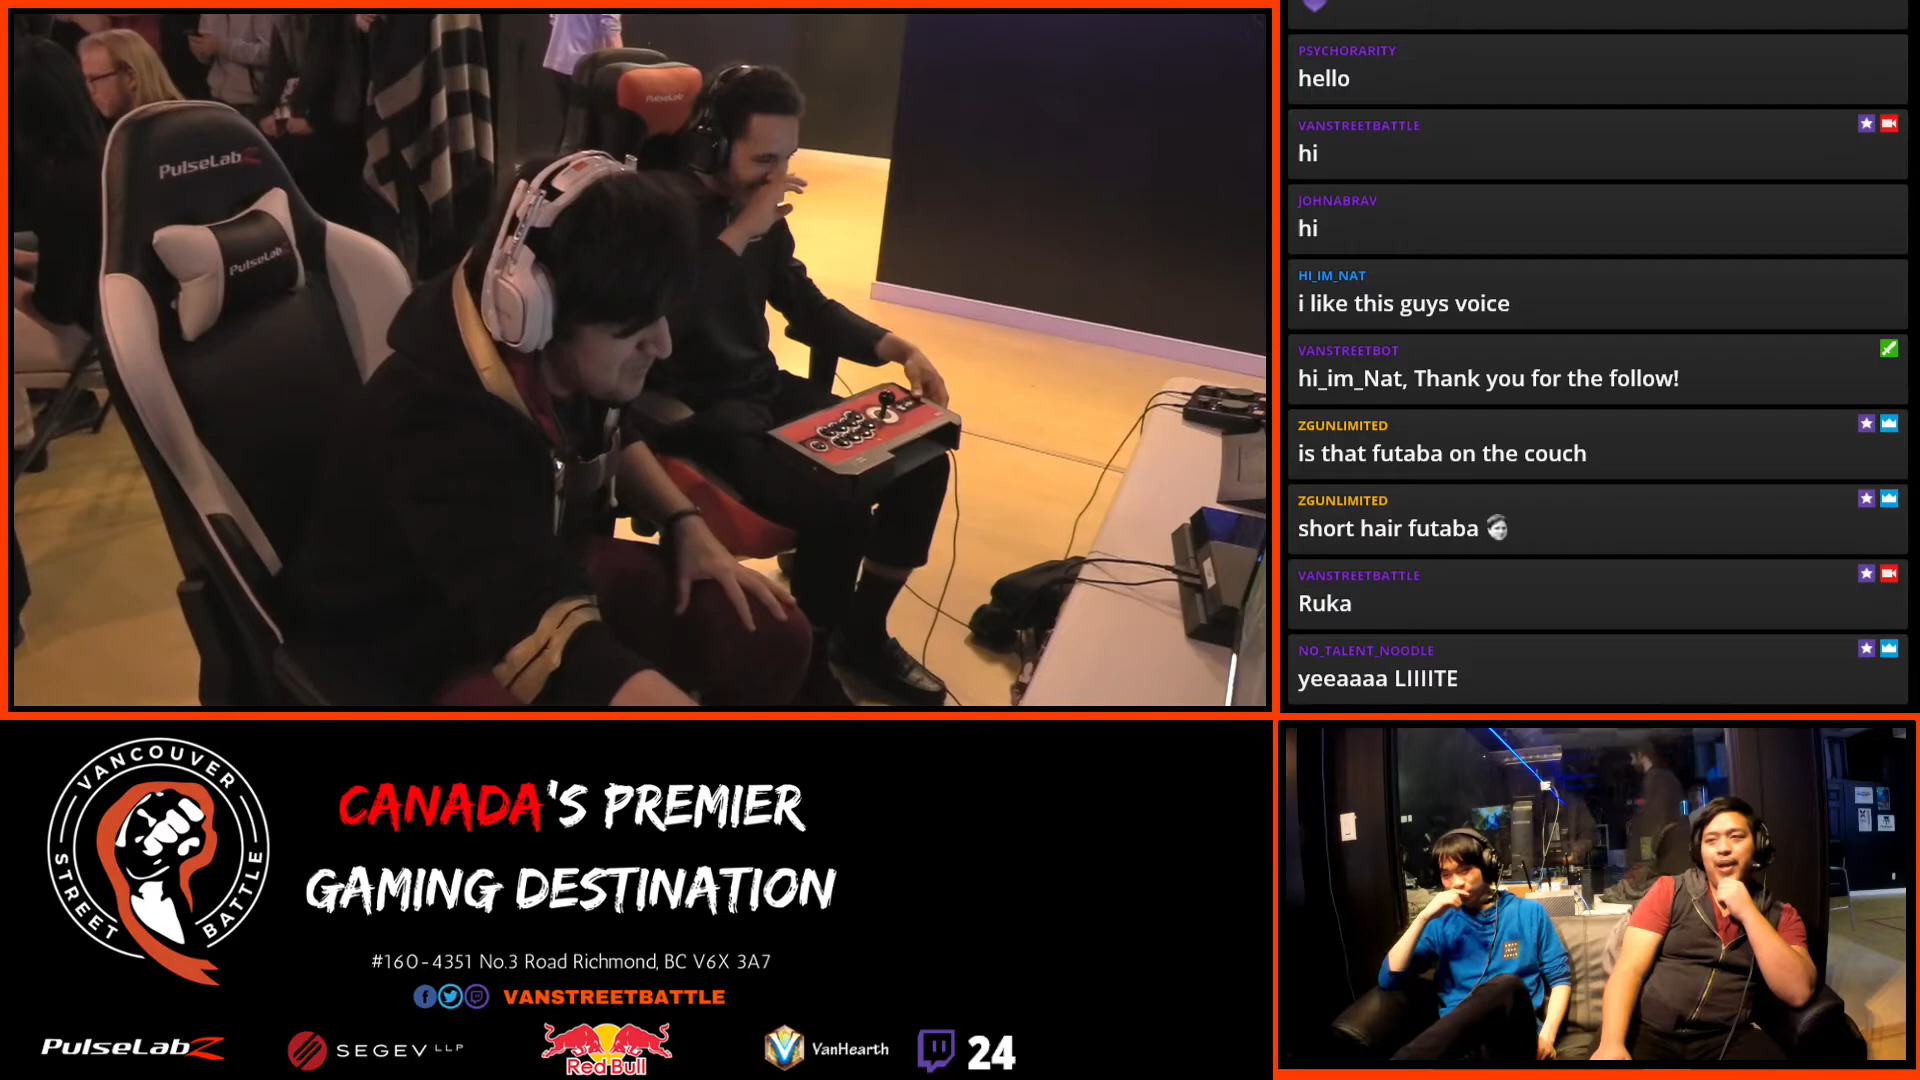 PulseLabZ
PulseLabZ
PulseLab
PSYCHORARITY
hello
VANSTREETBATTLE
hi
JOHNABRAV
hi
HI_IM_NAT
i like this guys voice
VANSTREETBOT
hi_im_Nat, Thank you for the follow!
ZGUNLIMITED
is that futaba on the couch
ZGUNLIMITED
short hair futaba
VANSTREETBATTLE
Ruka
NO_TALENT_NOODLE
yeeaaaa LIIIITE
VANCOUVER
STREET BATTLE
CANADA'S PREMIER
GAMING DESTINATION
#160-4351 No.3 Road Richmond, BC V6X 3A7
VANSTREETBATTLE
PulseLabZ
SEGEV LLP
Red Bull
VanHearth
24